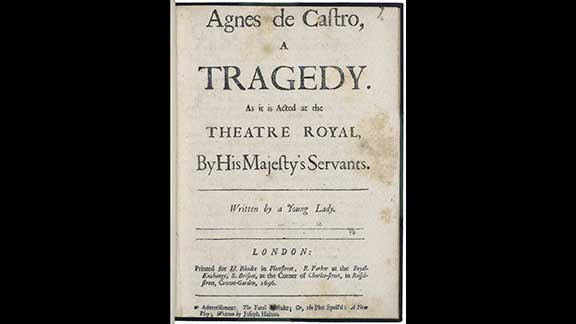 Agnes de Caſtro,
A
TRAGEDY.
As it is Acted at the
THEATRE ROYAL,
By His Majeſty's Servants.
Written by a Young Lady.
LONDON:
Printed for H. Rhodes in Fleetſtreet, R. Parker at the Royal-
Exchange, S. Briſcoe, at the Corner of Charles-ſtreet, in Ruſſel-
ſtreet, Covent-Garden, 1696.
Advertiſement. The Fatal Or, the Plot Spoil'd: A New
Play; Written by Joſeph